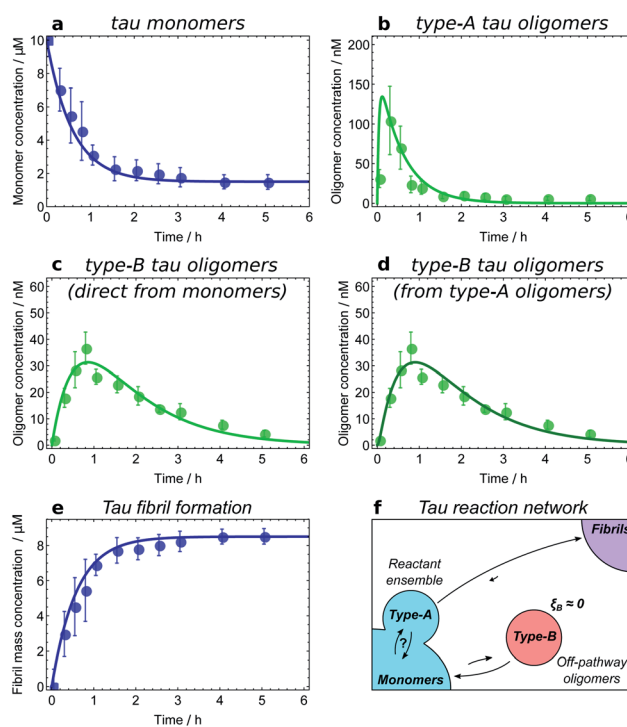 a tau monomers
Monomer concentration / μM
10
8
6
4
2
0
0 1 2 3 4 5 6
Time / h
b type-A tau oligomers
Oligomer concentration / nM
200
150
100
50
0
0 1 2 3 4 5 6
Time / h
c type-B tau oligomers
(direct from monomers)
Oligomer concentration / nM
60
50
40
30
20
10
0
0 1 2 3 4 5 6
Time / h
d type-B tau oligomers
(from type-A oligomers)
Oligomer concentration / nM
60
50
40
30
20
10
0
0 1 2 3 4 5 6
Time / h
e Tau fibril formation
Fibril mass concentration / μM
10
8
6
4
2
0
0 1 2 3 4 5 6
Time / h
f Tau reaction network
Fibrils
Reactant
ensemble
Type-A
ξB ≈ 0
?
Type-B
Monomers
Off-pathway
oligomers